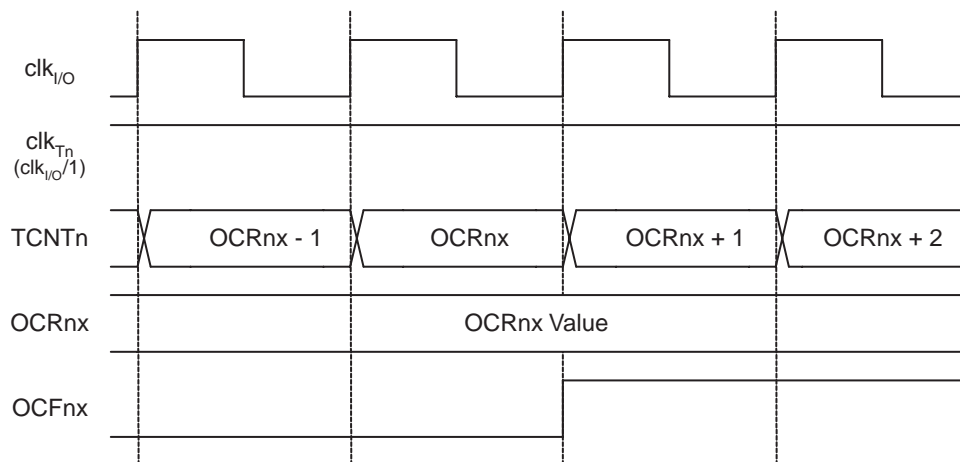 clkI/O
clkTn
(clkI/O/1)
TCNTn
OCRnx - 1
OCRnx
OCRnx + 1
OCRnx + 2
OCRnx
OCRnx Value
OCFnx